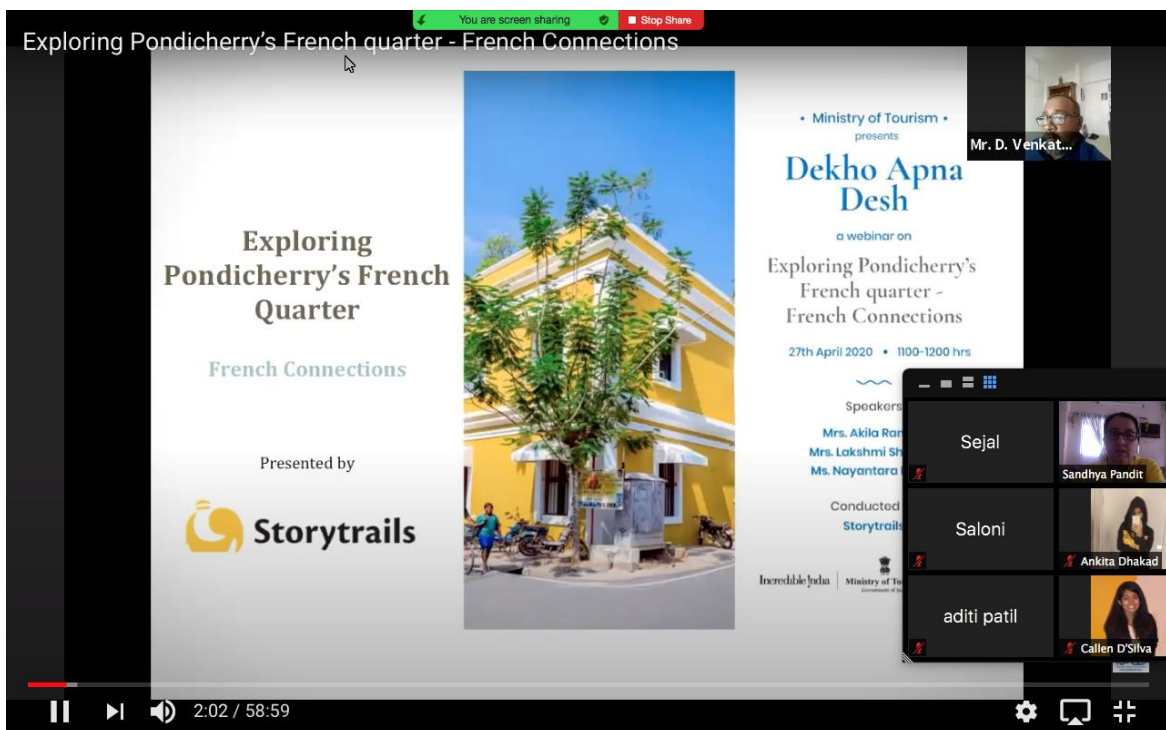 You are screen sharing
Stop Share
Exploring Pondicherry’s French quarter - French Connections
Mr. D. Venkat...
Exploring
Pondicherry’s French
Quarter
French Connections
Presented by
Storytrails
• Ministry of Tourism •
presents
Dekho Apna
Desh
a webinar on
Exploring Pondicherry’s
French quarter -
French Connections
27th April 2020 • 1100-1200 hrs
Speakers
Mrs. Akila
Mrs. Lakshmi
Ms. Nayantara
Conducted
Storytrails
Incredible !ndia
Ministry of
Sejal
Sandhya Pandit
Saloni
Ankita Dhakad
aditi patil
Callen D'Silva
2:02 / 58:59